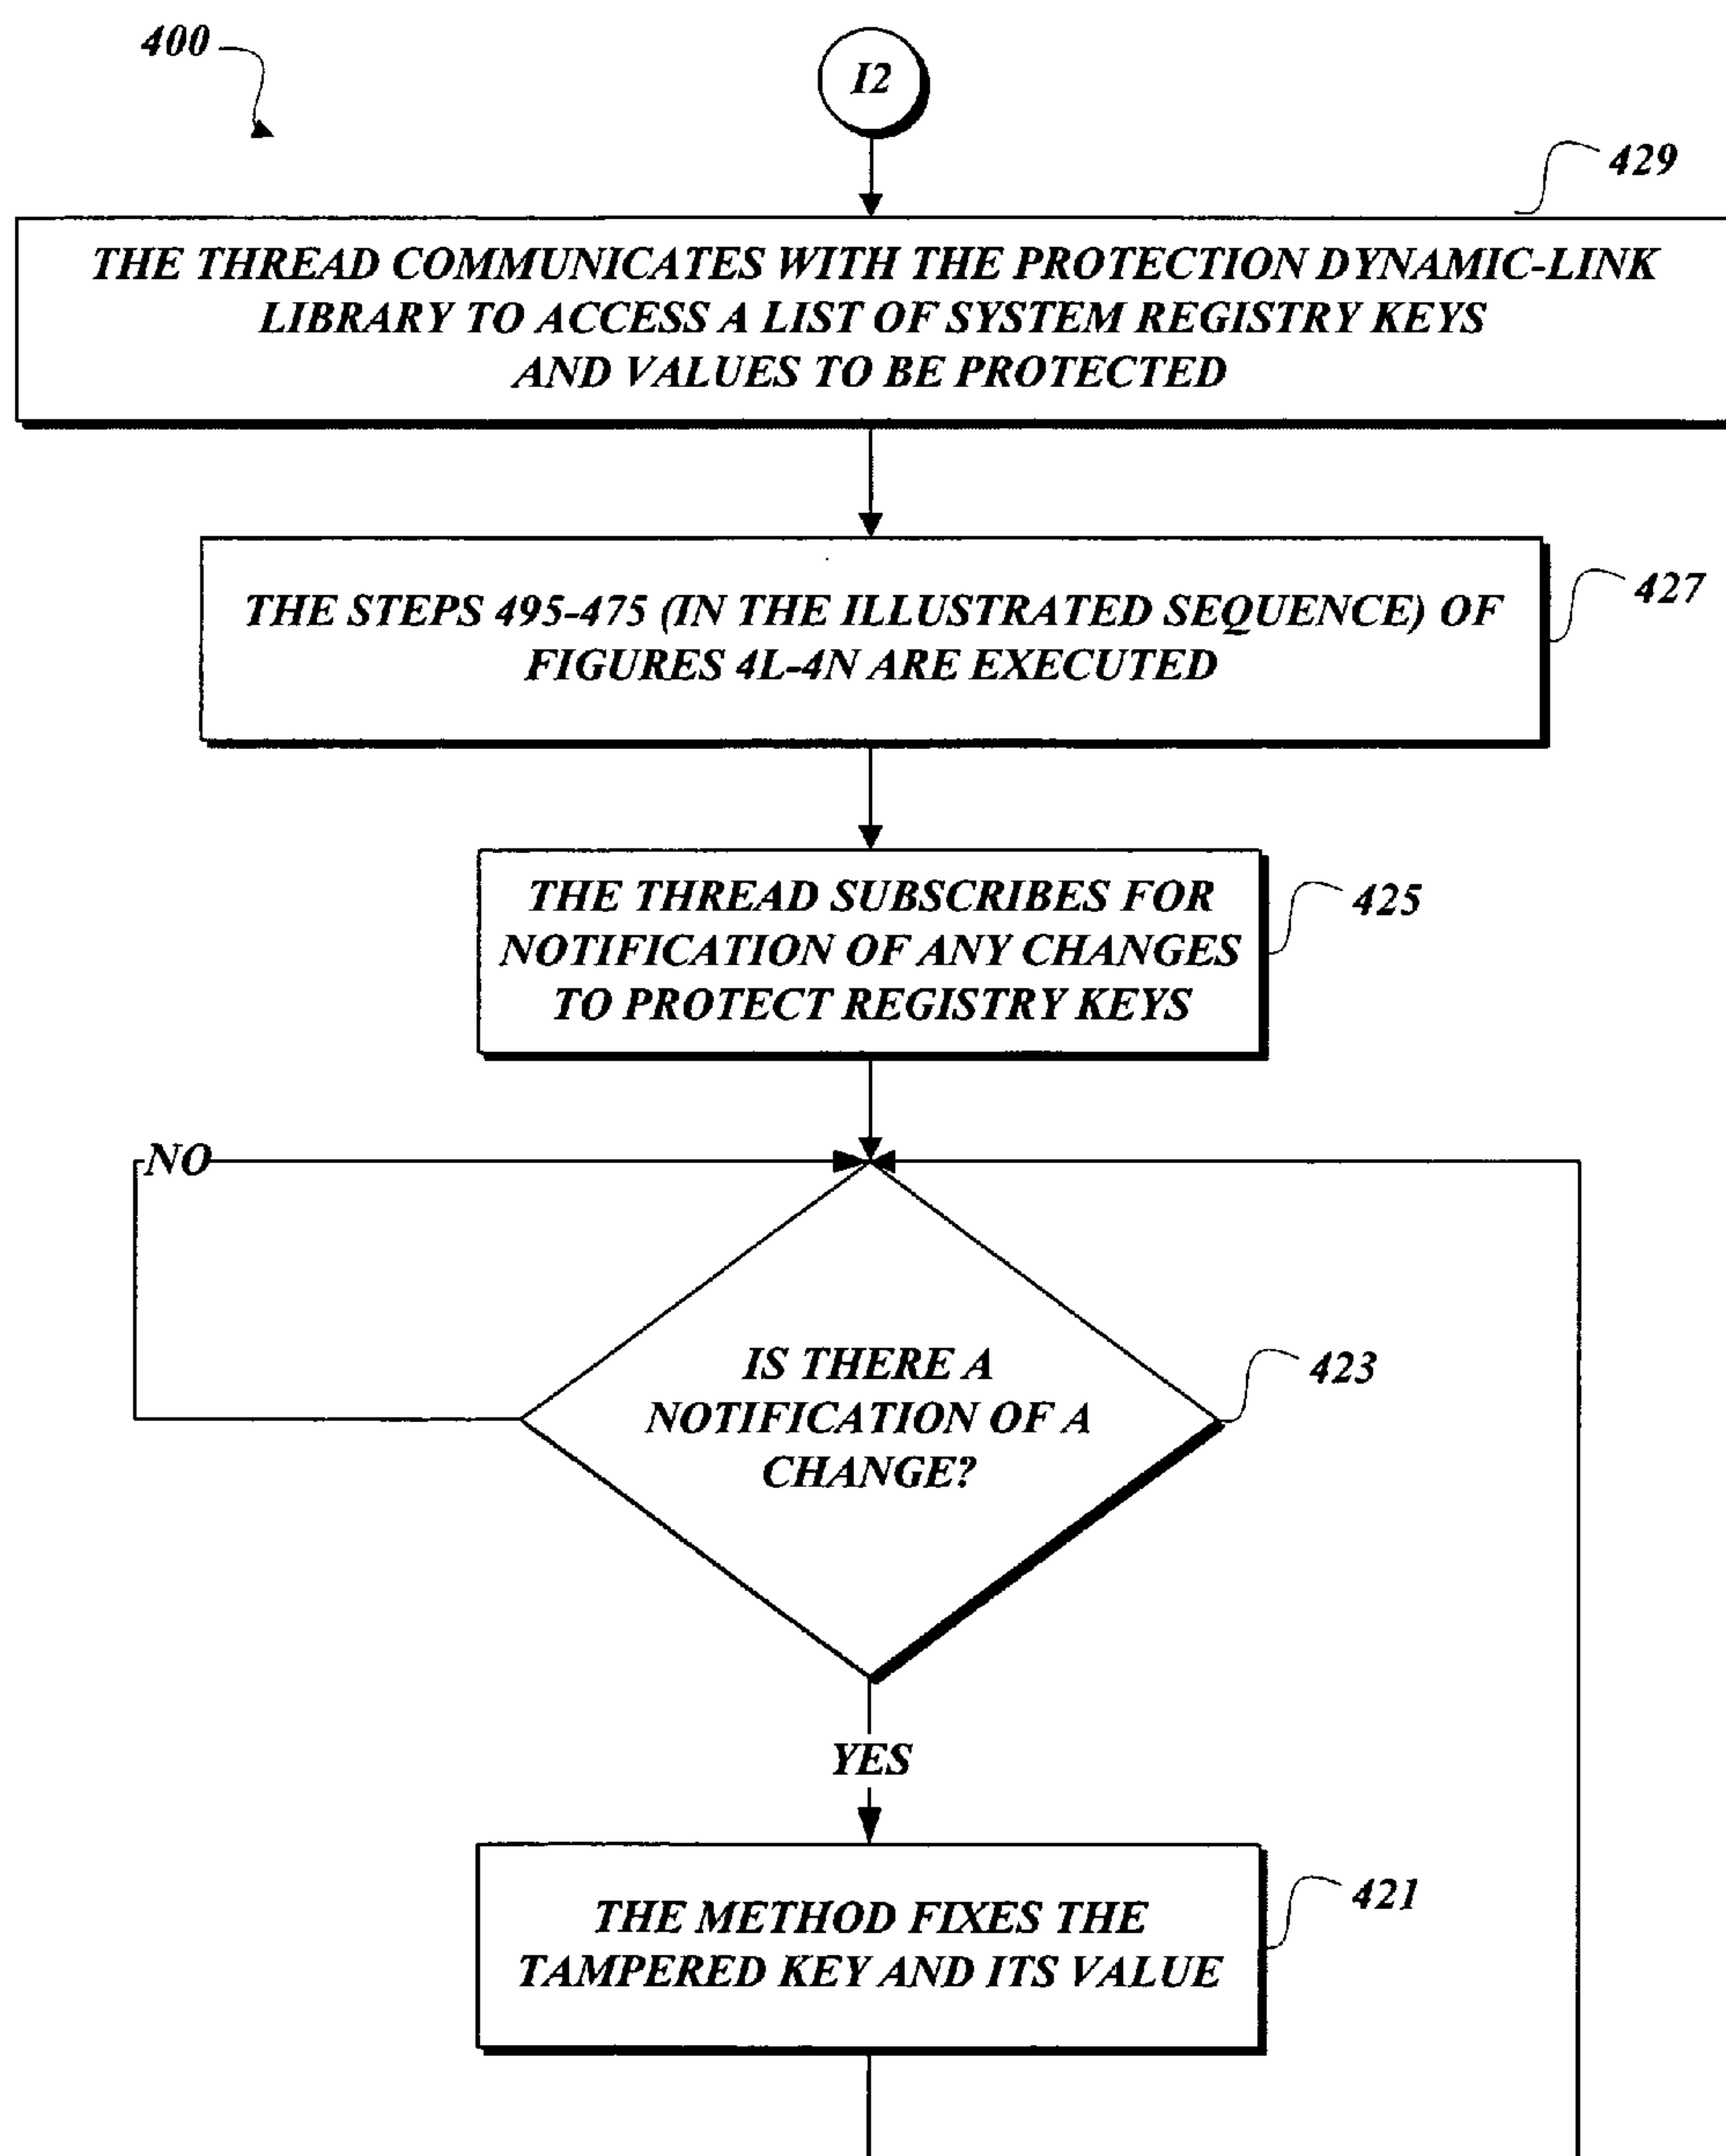 400
I2
429
THE THREAD COMMUNICATES WITH THE PROTECTION DYNAMIC-LINK
LIBRARY TO ACCESS A LIST OF SYSTEM REGISTRY KEYS
AND VALUES TO BE PROTECTED
427
THE STEPS 495-475 (IN THE ILLUSTRATED SEQUENCE) OF
FIGURES 4L-4N ARE EXECUTED
425
THE THREAD SUBSCRIBES FOR
NOTIFICATION OF ANY CHANGES
TO PROTECT REGISTRY KEYS
NO
423
IS THERE A
NOTIFICATION OF A
CHANGE?
YES
421
THE METHOD FIXES THE
TAMPERED KEY AND ITS VALUE